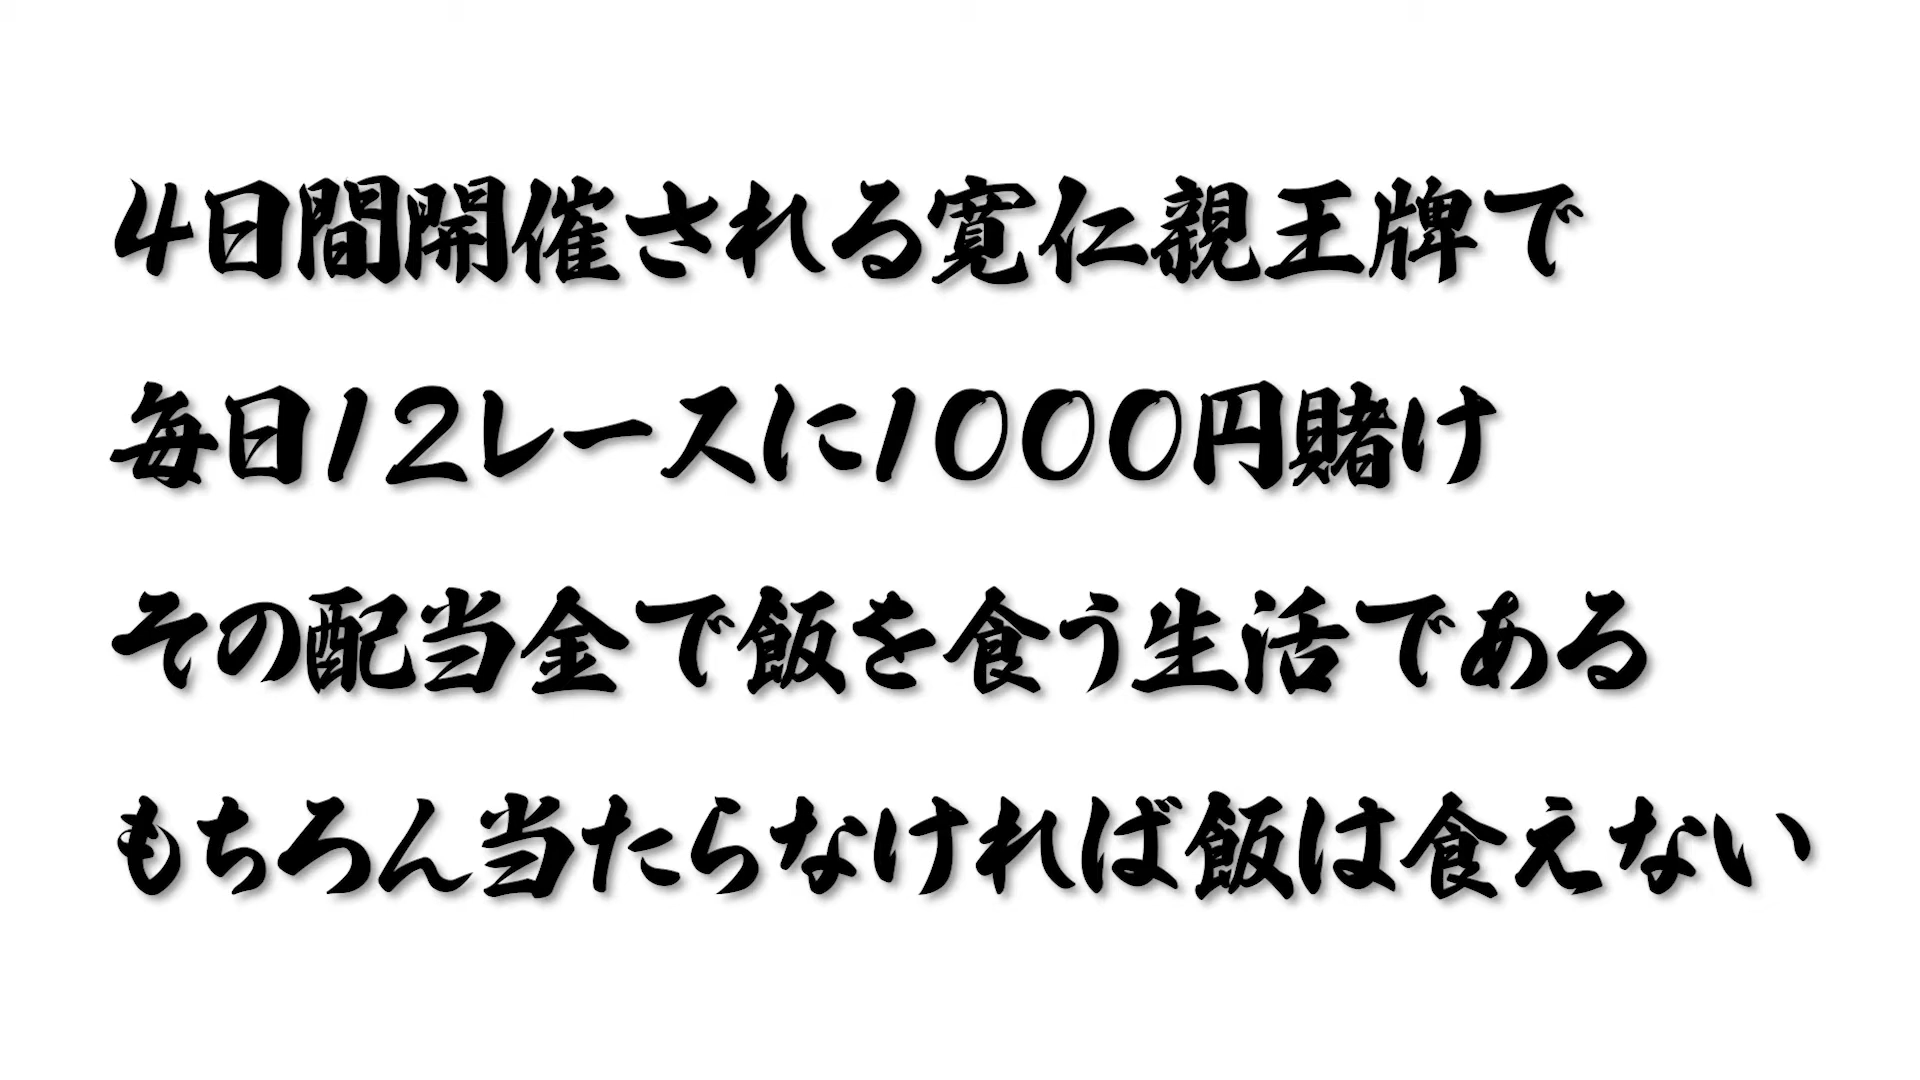 4日間開催される寛仁親王牌で
毎日12レースに1000円賭け
その配当金で飯を食う生活である
もちろん当たらなければ飯は食えない